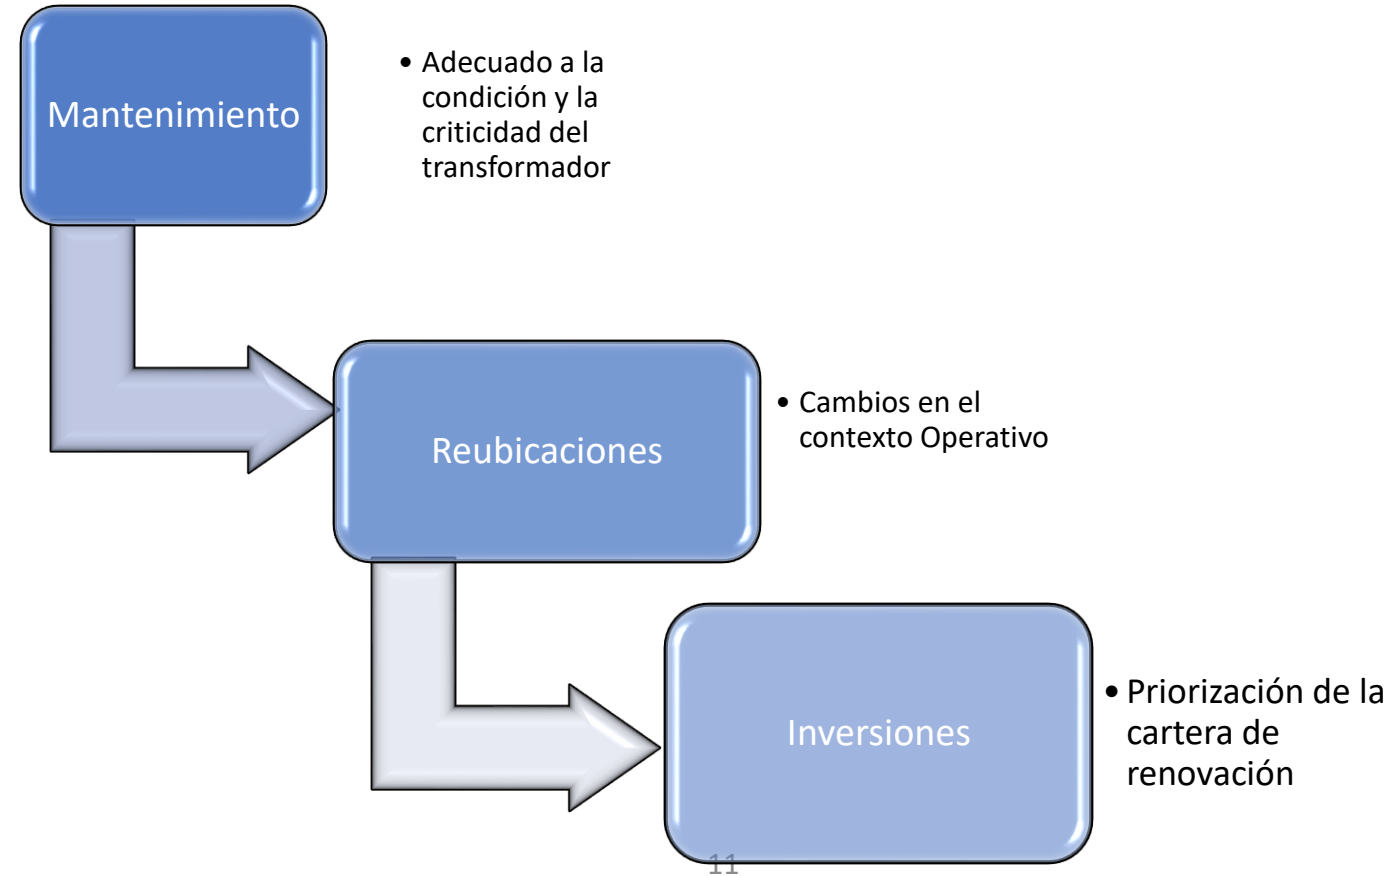 Mantenimiento
• Adecuado a la
condición y la
criticidad del
transformador
Reubicaciones
• Cambios en el
contexto Operativo
Inversiones
• Priorización de la
cartera de
renovación
11